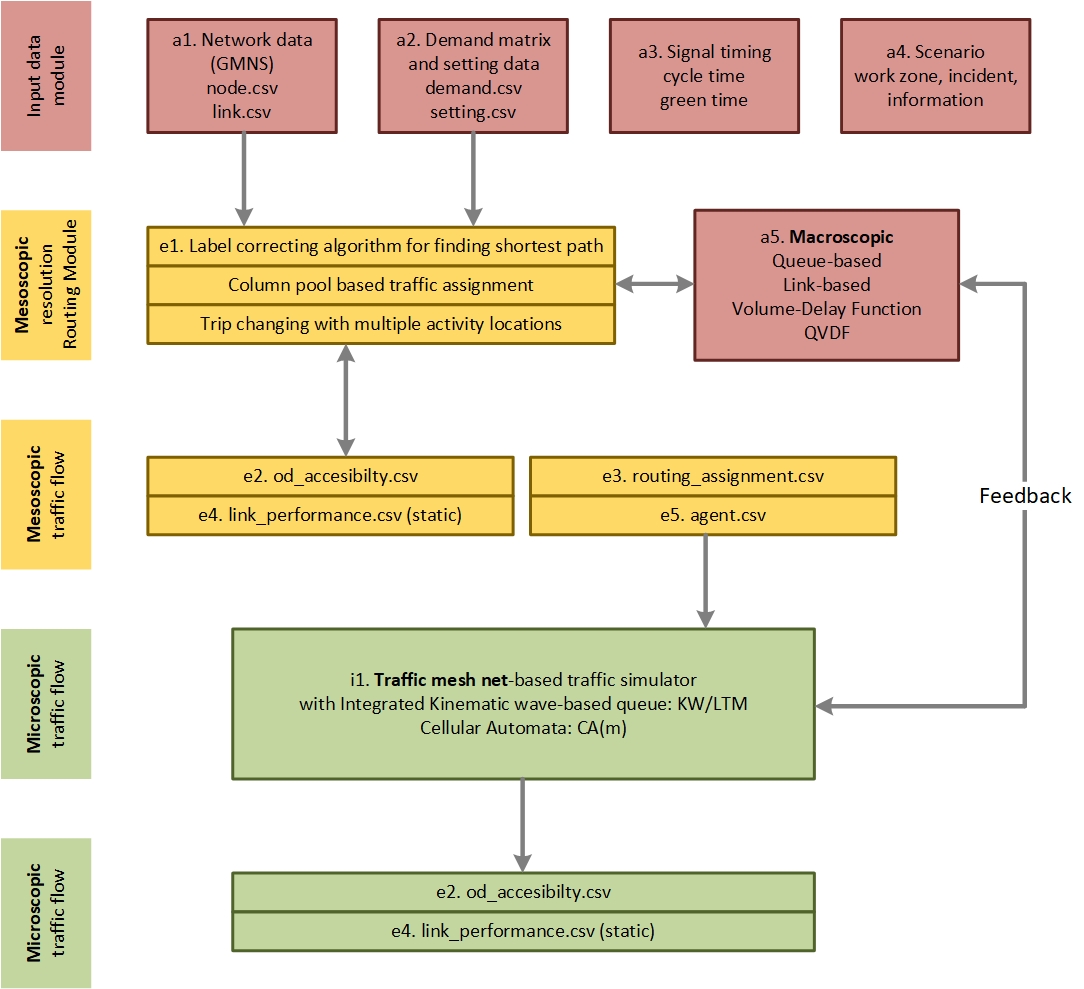 Input data
module
a1. Network data
(GMNS)
node.csv
link.csv
a2. Demand matrix
and setting data
demand.csv
setting.csv
a3. Signal timing
cycle time
green time
a4. Scenario
work zone, incident,
information
Mesoscopic
resolution
Routing Module
e1. Label correcting algorithm for finding shortest path
Column pool based traffic assignment
Trip changing with multiple activity locations
a5. Macroscopic
Queue-based
Link-based
Volume-Delay Function
QVDF
Mesoscopic
traffic flow
e2. od_accesibilty.csv
e4. link_performance.csv (static)
e3. routing_assignment.csv
e5. agent.csv
Feedback
Microscopic
traffic flow
i1. Traffic mesh net-based traffic simulator
with Integrated Kinematic wave-based queue: KW/LTM
Cellular Automata: CA(m)
Microscopic
traffic flow
e2. od_accesibilty.csv
e4. link_performance.csv (static)